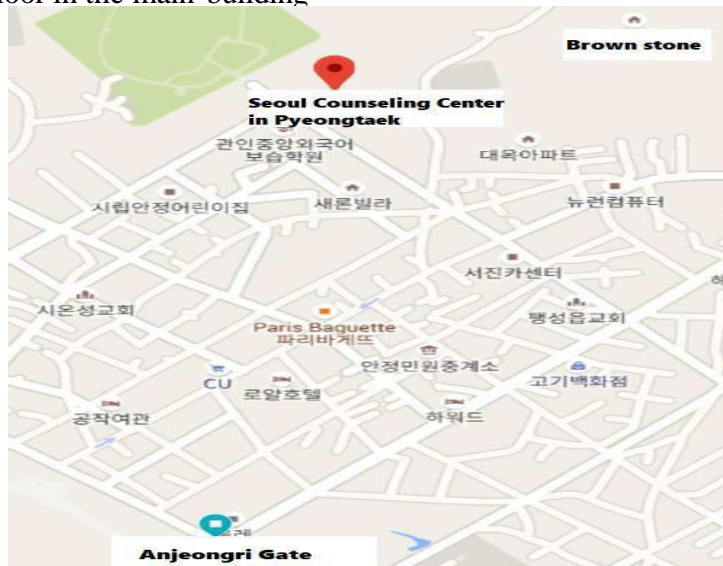 floor in the main building
Brown stone
Seoul Counseling Center
in Pyeongtaek
관인중앙외국어
보습학원
대옥아파트
시립안정어린이집
새론빌라
뉴런컴퓨터
서진카센터
시온성교회
팽성읍교회
Paris Baguette
파리바게뜨
안정민원중계소
CU
로얄호텔
고기백화점
공작여관
하워드
Anjeongri Gate